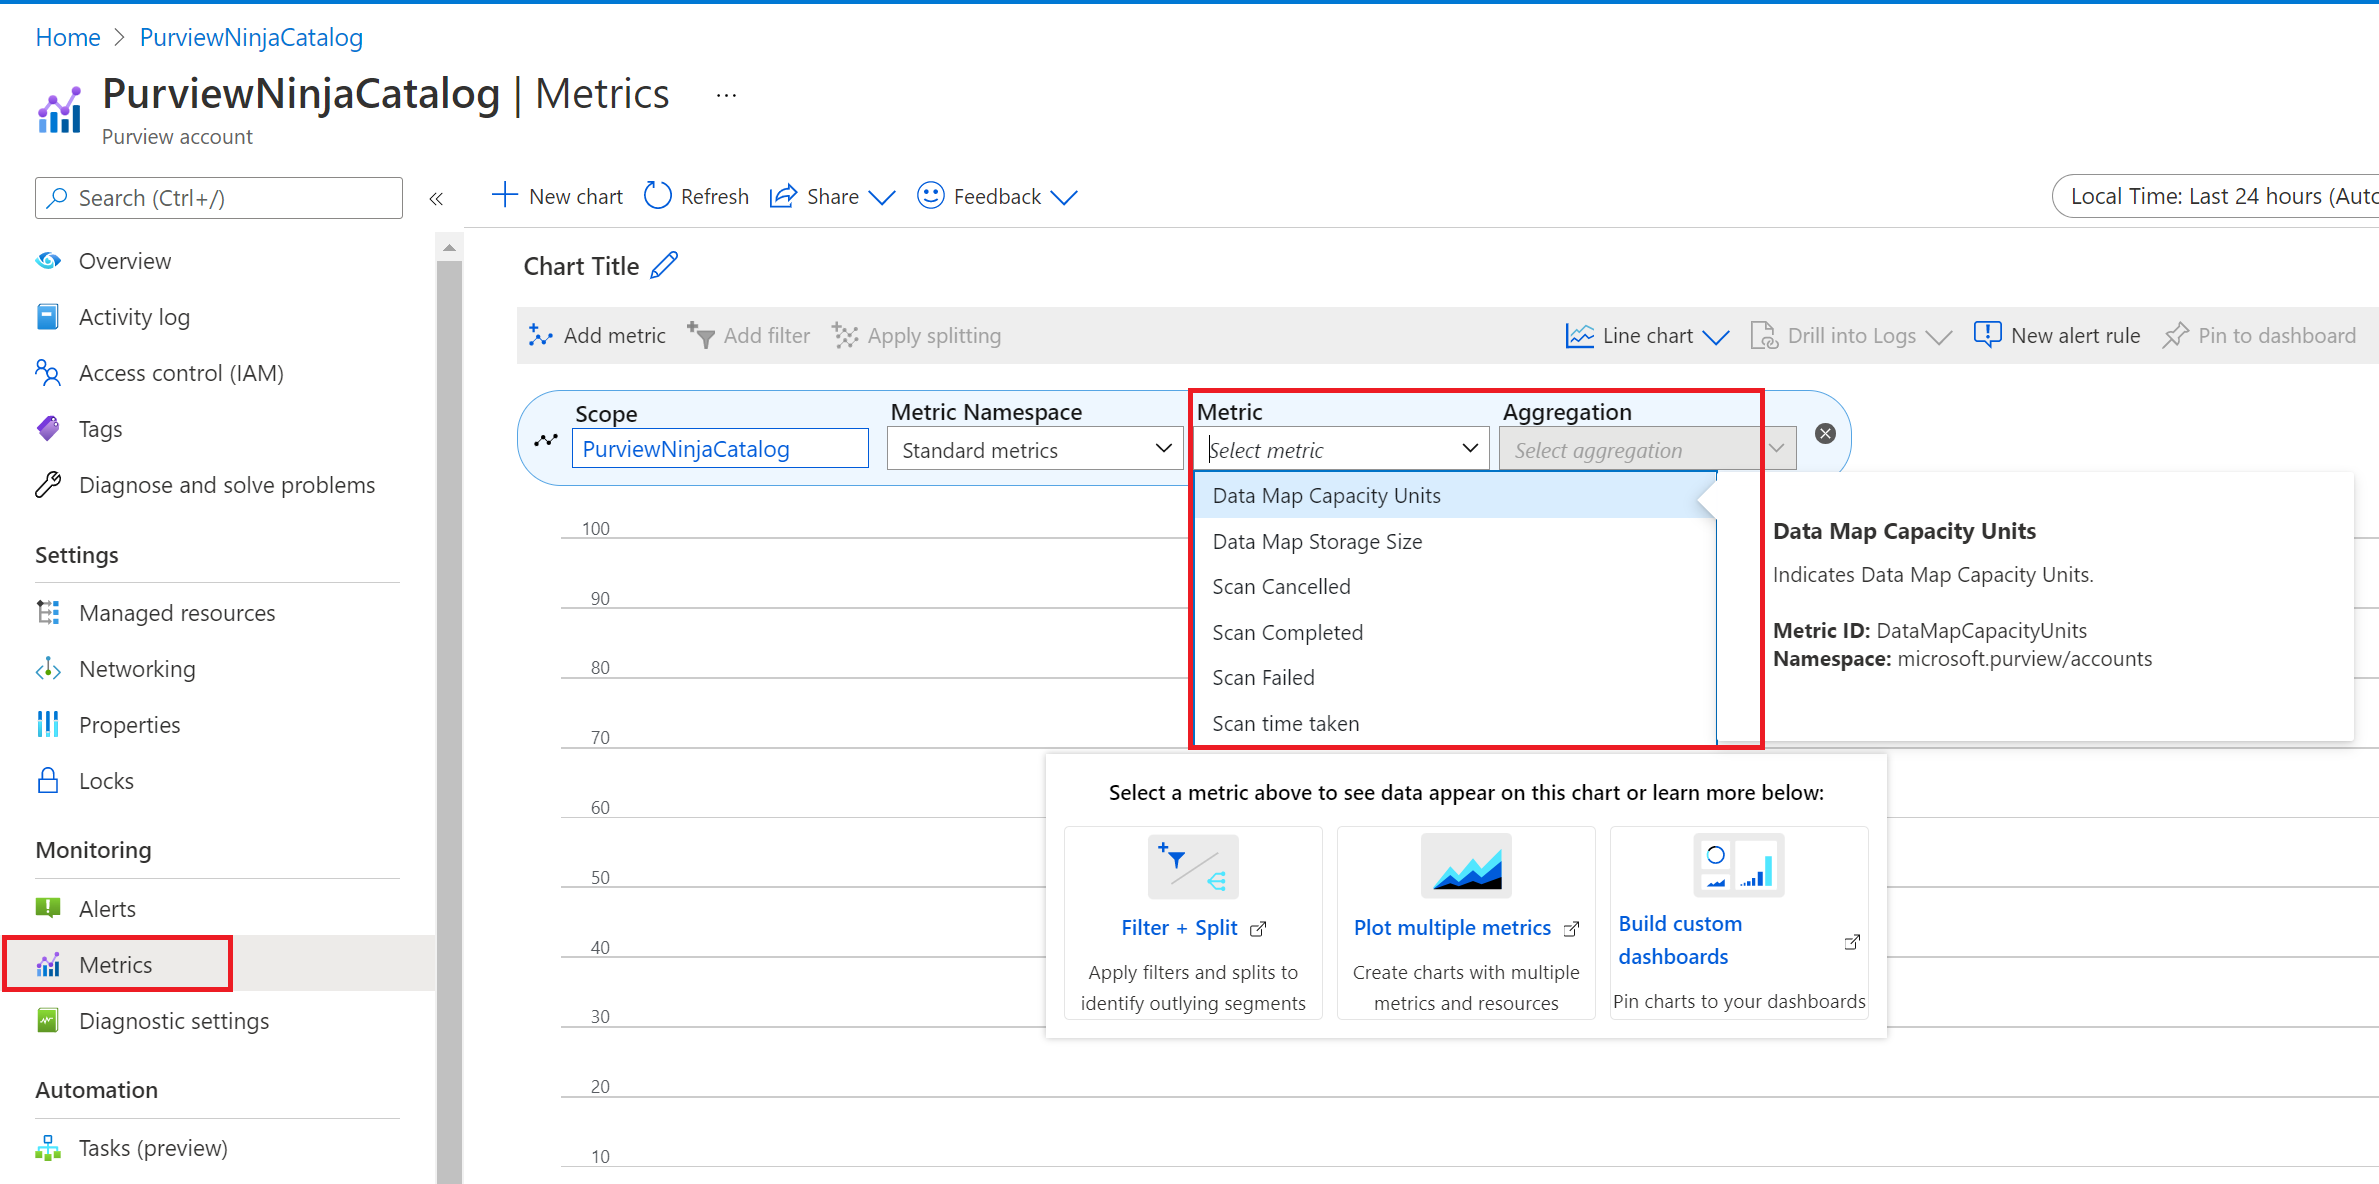 Home > PurviewNinjaCatalog
PurviewNinjaCatalog | Metrics ...
Purview account
Search (Ctrl+/)
«
New chart
Refresh
Share
Feedback
Local Time: Last 24 hours (Auto
Overview
Activity log
Access control (IAM)
Tags
Diagnose and solve problems
Settings
Managed resources
Networking
Properties
Locks
Monitoring
Alerts
Metrics
Diagnostic settings
Automation
Tasks (preview)
Chart Title
Add metric
Add filter
Apply splitting
Line chart
Drill into Logs
New alert rule
Pin to dashboard
Scope
PurviewNinjaCatalog
Metric Namespace
Standard metrics
Metric
Select metric
Aggregation
Select aggregation
Data Map Capacity Units
Data Map Storage Size
Scan Cancelled
Scan Completed
Scan Failed
Scan time taken
Data Map Capacity Units
Indicates Data Map Capacity Units.
Metric ID: DataMapCapacityUnits
Namespace: microsoft.purview/accounts
100
90
80
70
60
50
40
30
20
10
Select a metric above to see data appear on this chart or learn more below:
Filter + Split
Apply filters and splits to
identify outlying segments
Plot multiple metrics
Create charts with multiple
metrics and resources
Build custom
dashboards
Pin charts to your dashboards